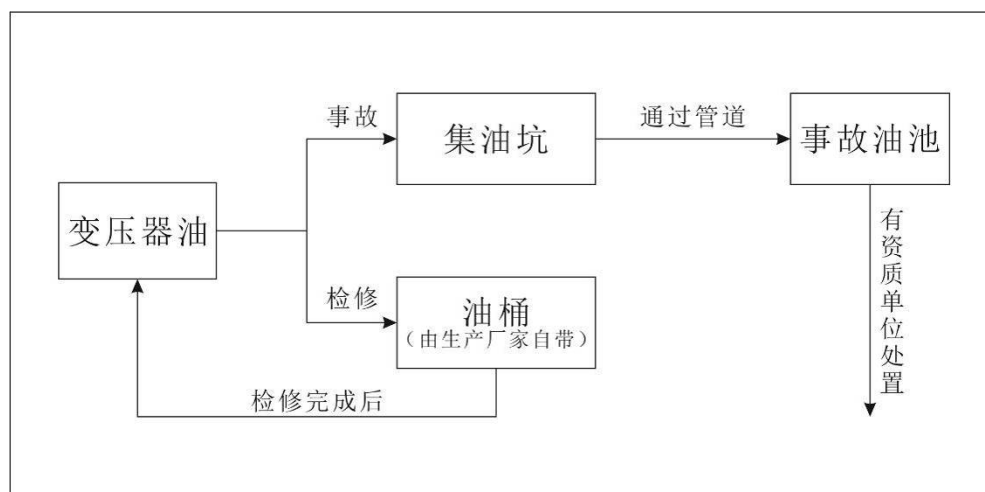 事故
集油坑
通过管道
事故油池
变压器油
检修
油桶
（由生产厂家自带）
检修完成后
有资质单位处置